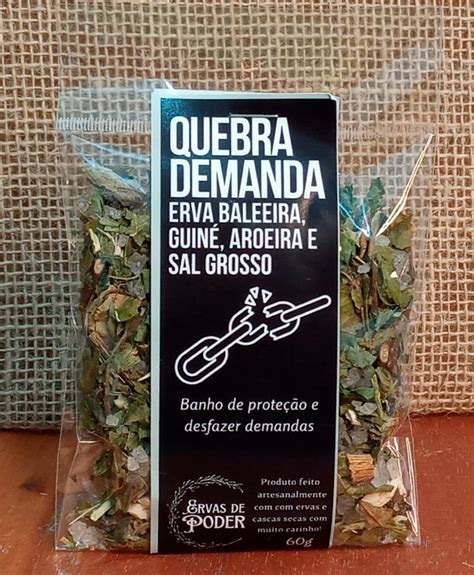 QUEBRA
DEMANDA
ERVA BALEEIRA,
GUINÉ, AROEIRA E
SAL GROSSO
Banho de proteção e
desfazer demandas
ERVAS DE
PODER
Produto feito
artesanalmente
com com ervas e
cascas secas com
muito carinho!
60g